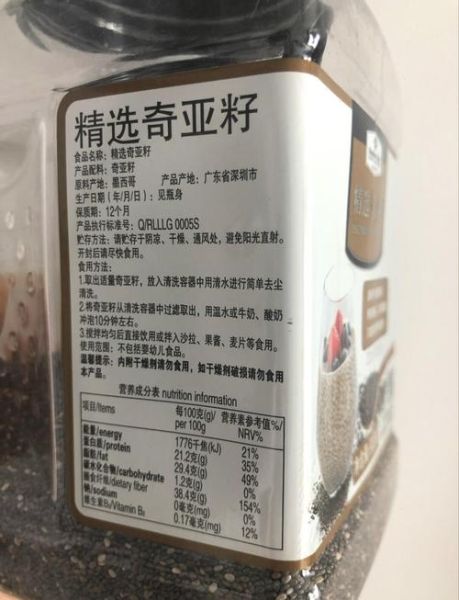 精选奇亚籽
食品名称：精选奇亚籽
产品配料：奇亚籽
原料产地：墨西哥 产品产地：广东省深圳市
生产日期（年/月/日）：见瓶身
保质期：12个月
产品执行标准号：Q/RLLLG 0005S
贮存方法：请贮存于阴凉、干燥、通风处，避免阳光直射。
开封后请尽快食用。
食用方法：
1.取出适量奇亚籽，放入清洗容器中用清水进行简单去尘
清洗。
2.将奇亚籽从清洗容器中过滤取出，用温水或牛奶、酸奶
冲泡10分钟左右。
3.搅拌均匀后直接饮用或拌入沙拉、果酱、麦片等食用。
使用范围：不包括婴幼儿食品。
温馨提示：内附干燥剂请勿食用，如干燥剂破损请勿食用
本产品。
营养成分表 nutrition information
项目/Items 每100克(g)/ 营养素参考值%/
per 100g NRV%
能量/energy 1776千焦(kJ) 21%
蛋白质/protein 21.2克(g) 35%
脂肪/fat 29.4克(g) 49%
碳水化合物/carbohydrate 1.2克(g) 0%
膳食纤维/dietary fiber 38.4克(g) 154%
钠/sodium 0毫克(mg) 0%
维生素B₂/Vitamin B₂ 0.17毫克(mg) 12%